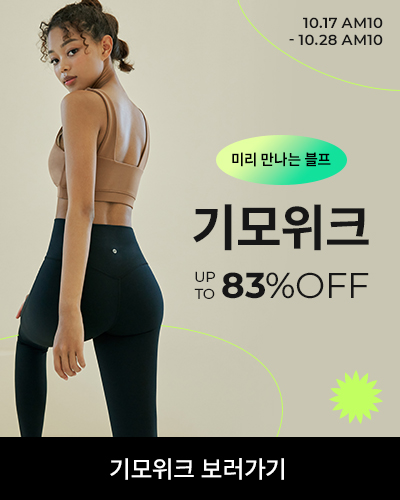 10.17 AM10
- 10.28 AM10
미리 만나는 블프
기모위크
UP TO 83%OFF
기모위크 보러가기